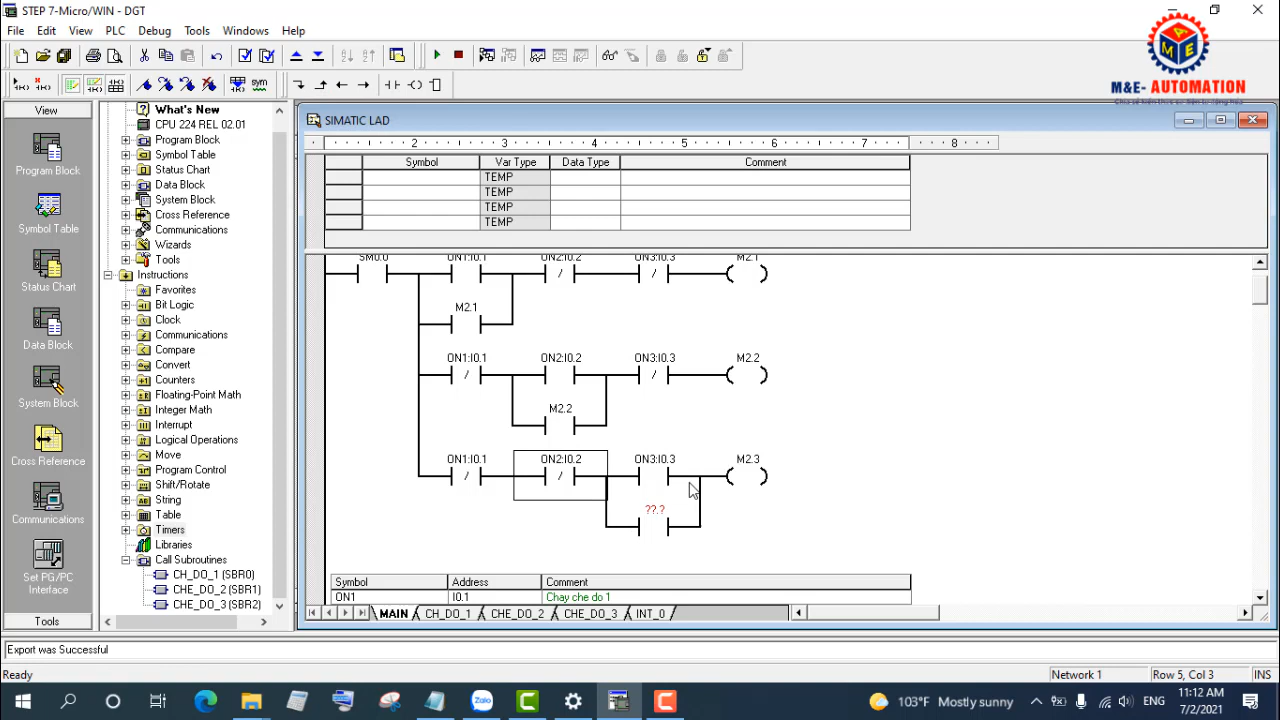 STEP 7-Micro/WIN - DGT
File Edit View PLC Debug Tools Windows Help
M&E- AUTOMATION
View
Program Block
Symbol Table
Status Chart
Data Block
System Block
Cross Reference
Communications
Set PG/PC
Interface
Tools
What's New
CPU 224 REL 02.01
Program Block
Symbol Table
Status Chart
Data Block
System Block
Cross Reference
Communications
Wizards
Tools
Instructions
Favorites
Bit Logic
Clock
Communications
Compare
Convert
Counters
Floating-Point Math
Integer Math
Interrupt
Logical Operations
Move
Program Control
Shift/Rotate
String
Table
Timers
Libraries
Call Subroutines
CH_DO_1 (SBR0)
CHE_DO_2 (SBR1)
CHE_DO_3 (SBR2)
SIMATIC LAD
2 3 4 5 6 7 8
Symbol Var Type Data Type Comment
TEMP
TEMP
TEMP
TEMP
SM0.0 ON1:I0.1 ON2:I0.2 ON3:I0.3 M2.1
M2.1
ON1:I0.1 ON2:I0.2 ON3:I0.3 M2.2
M2.2
ON1:I0.1 ON2:I0.2 ON3:I0.3 M2.3
??.?
Symbol Address Comment
ON1 I0.1 Chay che do 1
MAIN CH_DO_1 CHE_DO_2 CHE_DO_3 INT_0
Export was Successful
Ready Network 1 Row 5, Col 3 INS
103°F Mostly sunny ENG 11:12 AM
7/2/2021